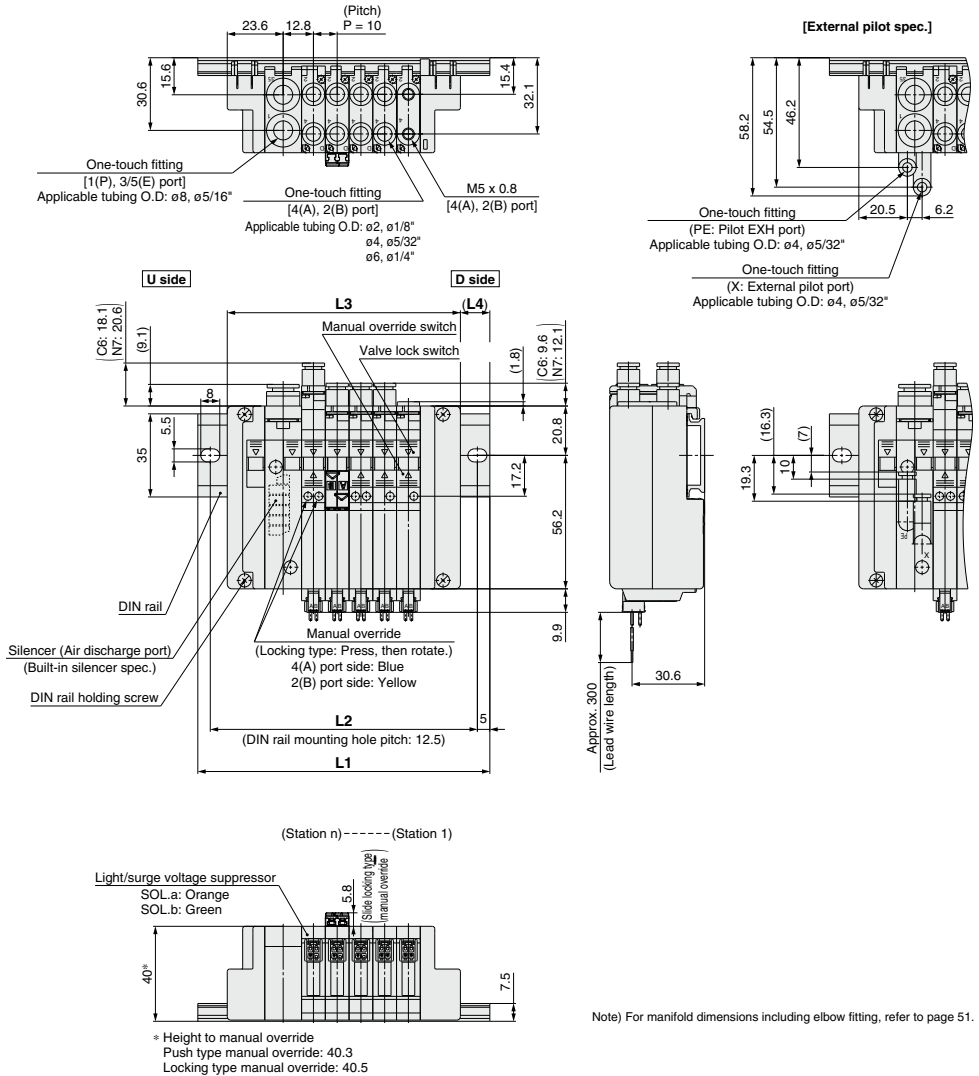 (Pitch)
23.6
12.8
P = 10
[External pilot spec.]
30.6
15.6
15.4
32.1
58.2
54.5
46.2
One-touch fitting
[1(P), 3/5(E) port]
Applicable tubing O.D: ø8, ø5/16"
One-touch fitting
[4(A), 2(B) port]
Applicable tubing O.D: ø2, ø1/8"
ø4, ø5/32"
ø6, ø1/4"
M5 x 0.8
[4(A), 2(B) port]
20.5
6.2
One-touch fitting
(PE: Pilot EXH port)
Applicable tubing O.D: ø4, ø5/32"
One-touch fitting
(X: External pilot port)
Applicable tubing O.D: ø4, ø5/32"
U side
D side
L3
(L4)
(C6: 18.1
N7: 20.6)
(9.1)
Manual override switch
Valve lock switch
(1.8)
(C6: 9.6
N7: 12.1)
8
5.5
35
20.8
17.2
56.2
9.9
(16.3)
(7)
19.3
10
PE
X
DIN rail
Silencer (Air discharge port)
(Built-in silencer spec.)
DIN rail holding screw
Manual override
(Locking type: Press, then rotate.)
4(A) port side: Blue
2(B) port side: Yellow
L2
5
(DIN rail mounting hole pitch: 12.5)
L1
Approx. 300
(Lead wire length)
30.6
(Station n)------(Station 1)
Light/surge voltage suppressor
SOL.a: Orange
SOL.b: Green
5.8
(Slide locking type
manual override)
40*
7.5
* Height to manual override
Push type manual override: 40.3
Locking type manual override: 40.5
Note) For manifold dimensions including elbow fitting, refer to page 51.